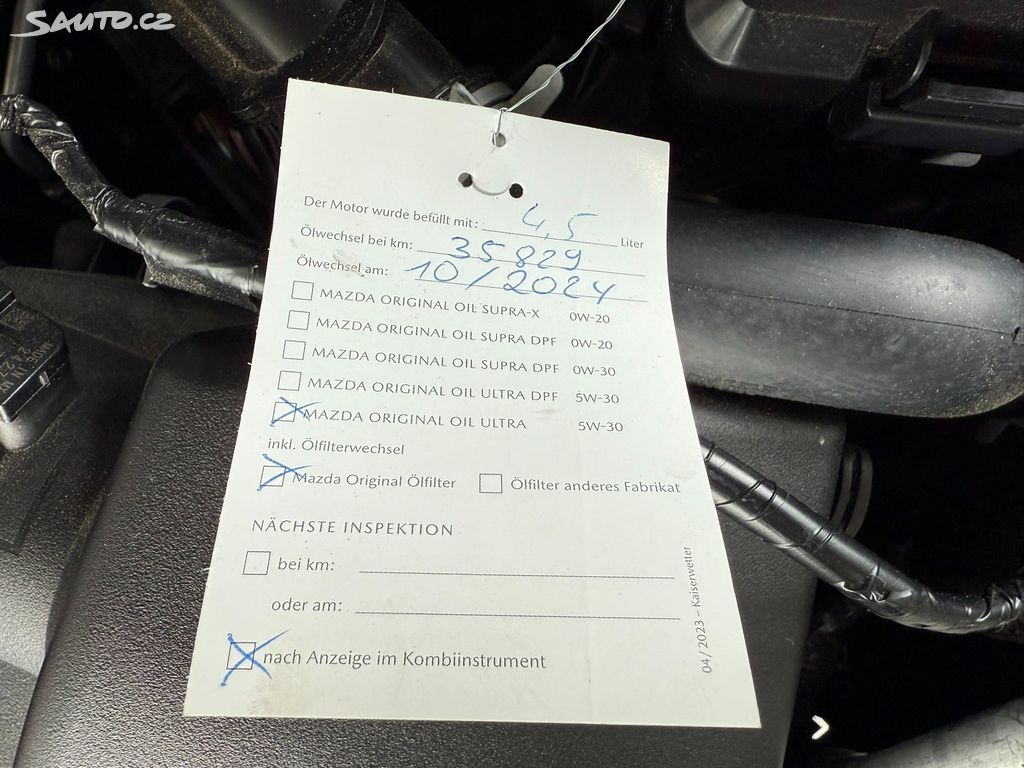 SAUTO.CZ
Der Motor wurde befüllt mit: 4,5 Liter
Ölwechsel bei km: 35829
Ölwechsel am: 10/2024
MAZDA ORIGINAL OIL SUPRA-X 0W-20
MAZDA ORIGINAL OIL SUPRA DPF 0W-20
MAZDA ORIGINAL OIL SUPRA DPF 0W-30
MAZDA ORIGINAL OIL ULTRA DPF 5W-30
MAZDA ORIGINAL OIL ULTRA 5W-30
inkl. Ölfilterwechsel
Mazda Original Ölfilter Ölfilter anderes Fabrikat
NÄCHSTE INSPEKTION
bei km:
oder am:
nach Anzeige im Kombiinstrument
04/2023 – Kaiserwetter